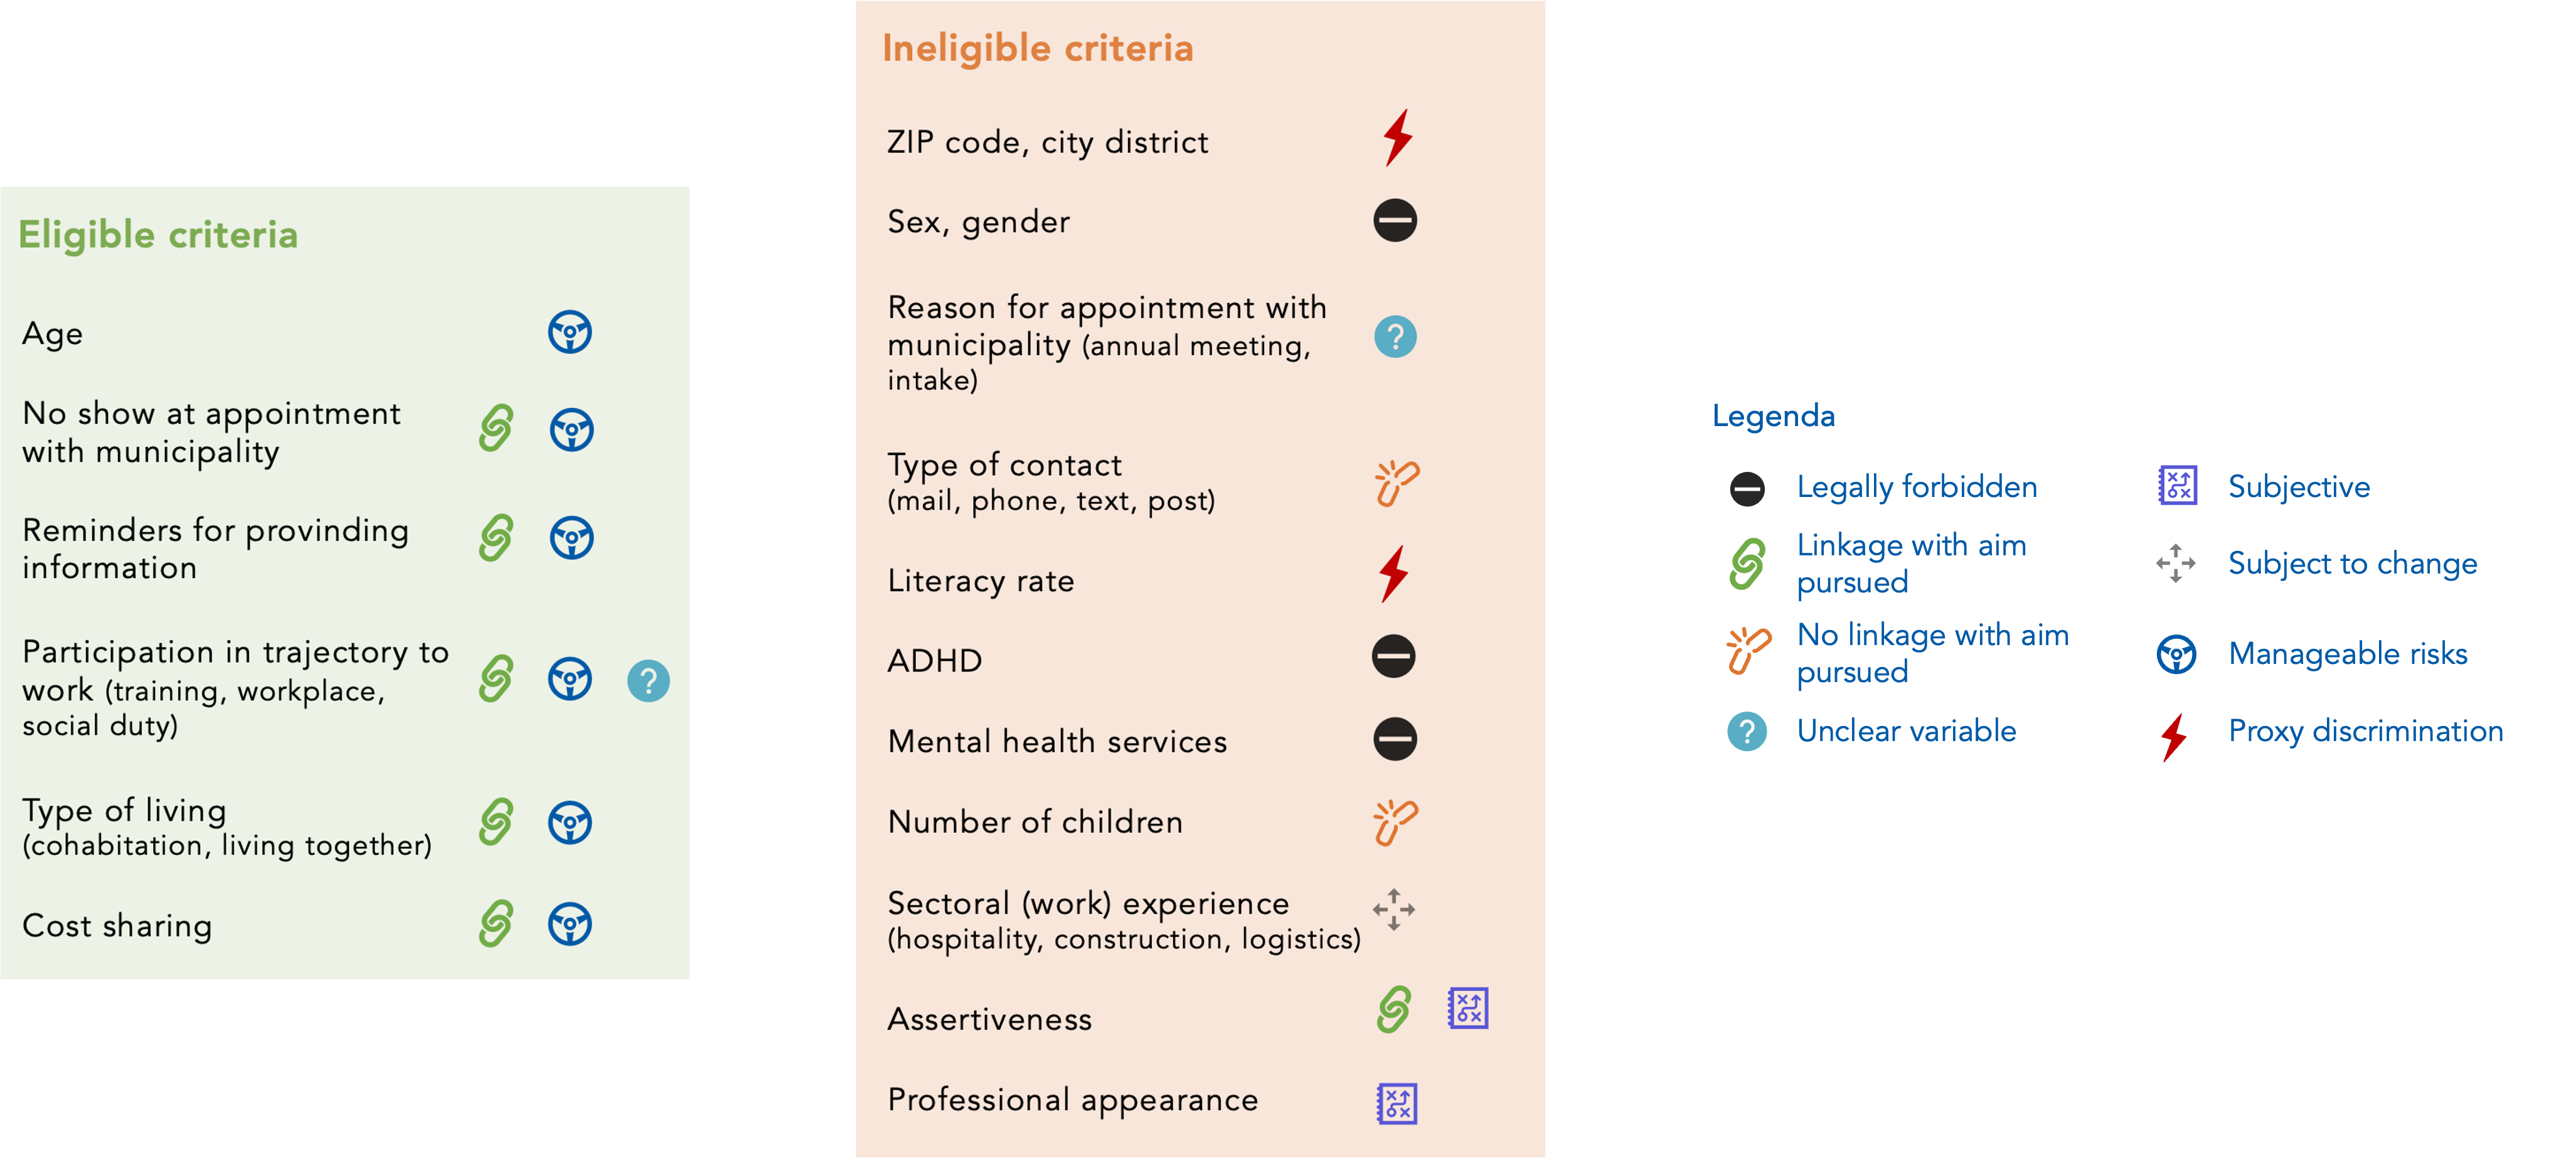 Eligible criteria
Age
No show at appointment
with municipality
Reminders for provinding
information
Participation in trajectory to
work (training, workplace,
social duty)
Type of living
(cohabitation, living together)
Cost sharing
Ineligible criteria
ZIP code, city district
Sex, gender
Reason for appointment with
municipality (annual meeting,
intake)
Type of contact
(mail, phone, text, post)
Literacy rate
ADHD
Mental health services
Number of children
Sectoral (work) experience
(hospitality, construction, logistics)
Assertiveness
Professional appearance
Legenda
Legally forbidden
Linkage with aim
pursued
No linkage with aim
pursued
Unclear variable
Subjective
Subject to change
Manageable risks
Proxy discrimination